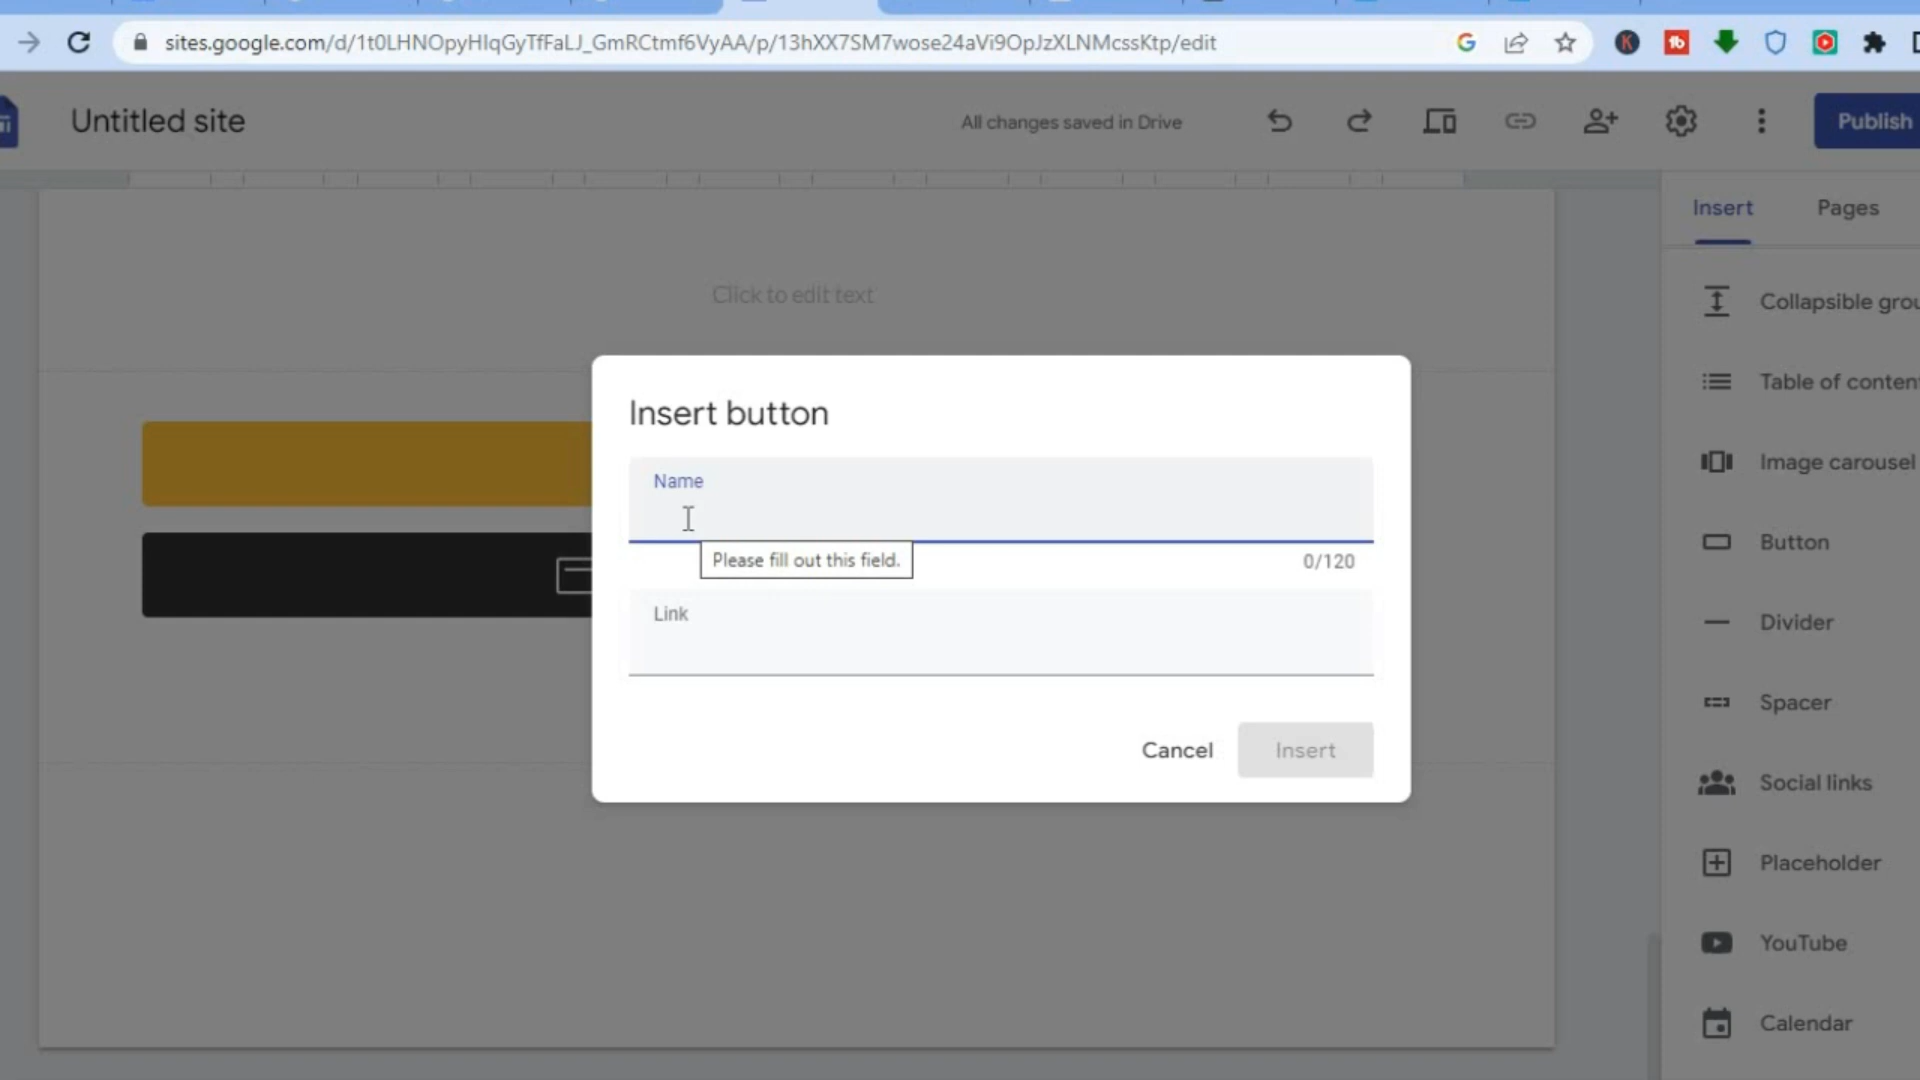 sites.google.com/d/1t0LHNOpyHIqGyTfFaLJ_GmRCtmf6VyAA/p/13hXX7SM7wose24aVi9OpJzXLNMcssKtp/edit
Untitled site
All changes saved in Drive
Publish
Insert
Pages
Click to edit text
Collapsible grou
Table of content
Image carousel
Button
Divider
Spacer
Social links
Placeholder
YouTube
Calendar
Insert button
Name
Please fill out this field.
0/120
Link
Cancel
Insert